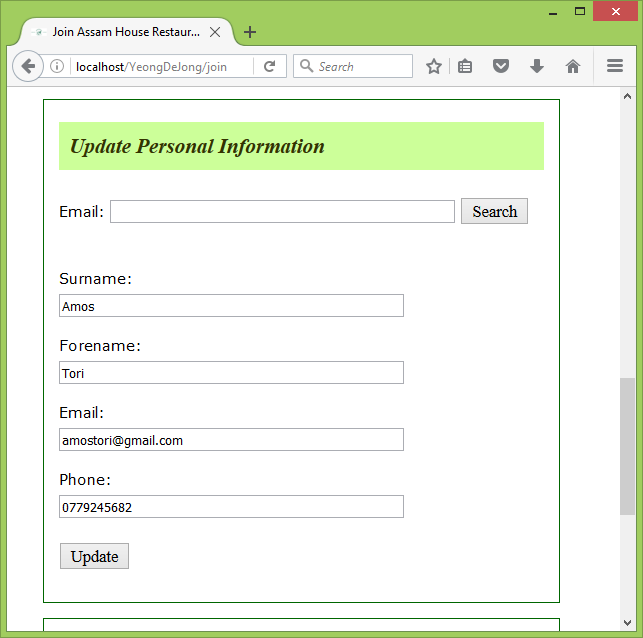 Join Assam House Restaur...
localhost/YeongDeJong/join
Search
Update Personal Information
Email:
Search
Surname:
Amos
Forename:
Tori
Email:
amostori@gmail.com
Phone:
0779245682
Update